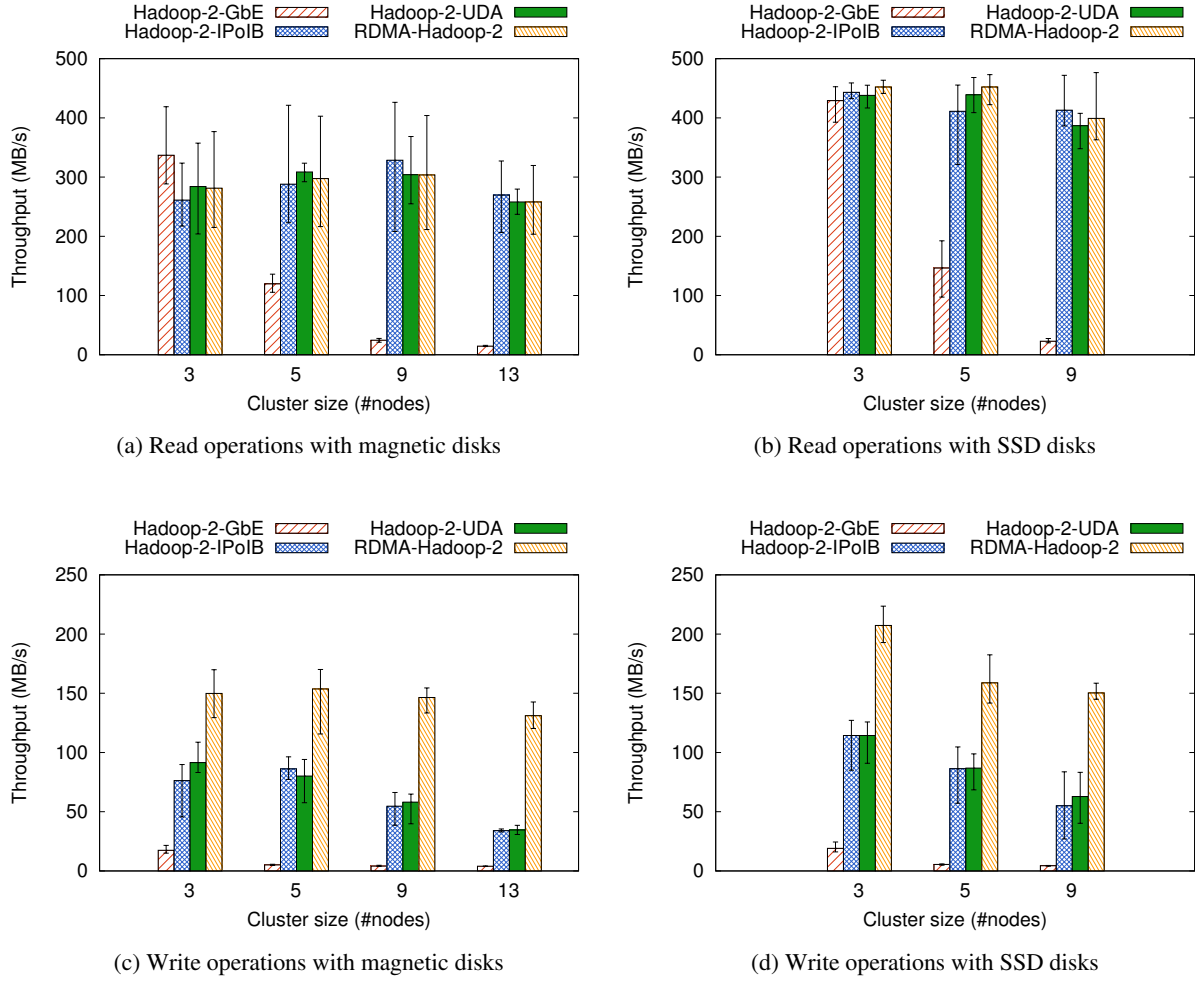 Hadoop-2-GbE
Hadoop-2-UDA
Hadoop-2-IPoIB
RDMA-Hadoop-2
500
400
300
200
100
0
Throughput (MB/s)
3 5 9 13
Cluster size (#nodes)
(a) Read operations with magnetic disks
Hadoop-2-GbE
Hadoop-2-UDA
Hadoop-2-IPoIB
RDMA-Hadoop-2
500
400
300
200
100
0
Throughput (MB/s)
3 5 9
Cluster size (#nodes)
(b) Read operations with SSD disks
Hadoop-2-GbE
Hadoop-2-UDA
Hadoop-2-IPoIB
RDMA-Hadoop-2
250
200
150
100
50
0
Throughput (MB/s)
3 5 9 13
Cluster size (#nodes)
(c) Write operations with magnetic disks
Hadoop-2-GbE
Hadoop-2-UDA
Hadoop-2-IPoIB
RDMA-Hadoop-2
250
200
150
100
50
0
Throughput (MB/s)
3 5 9
Cluster size (#nodes)
(d) Write operations with SSD disks